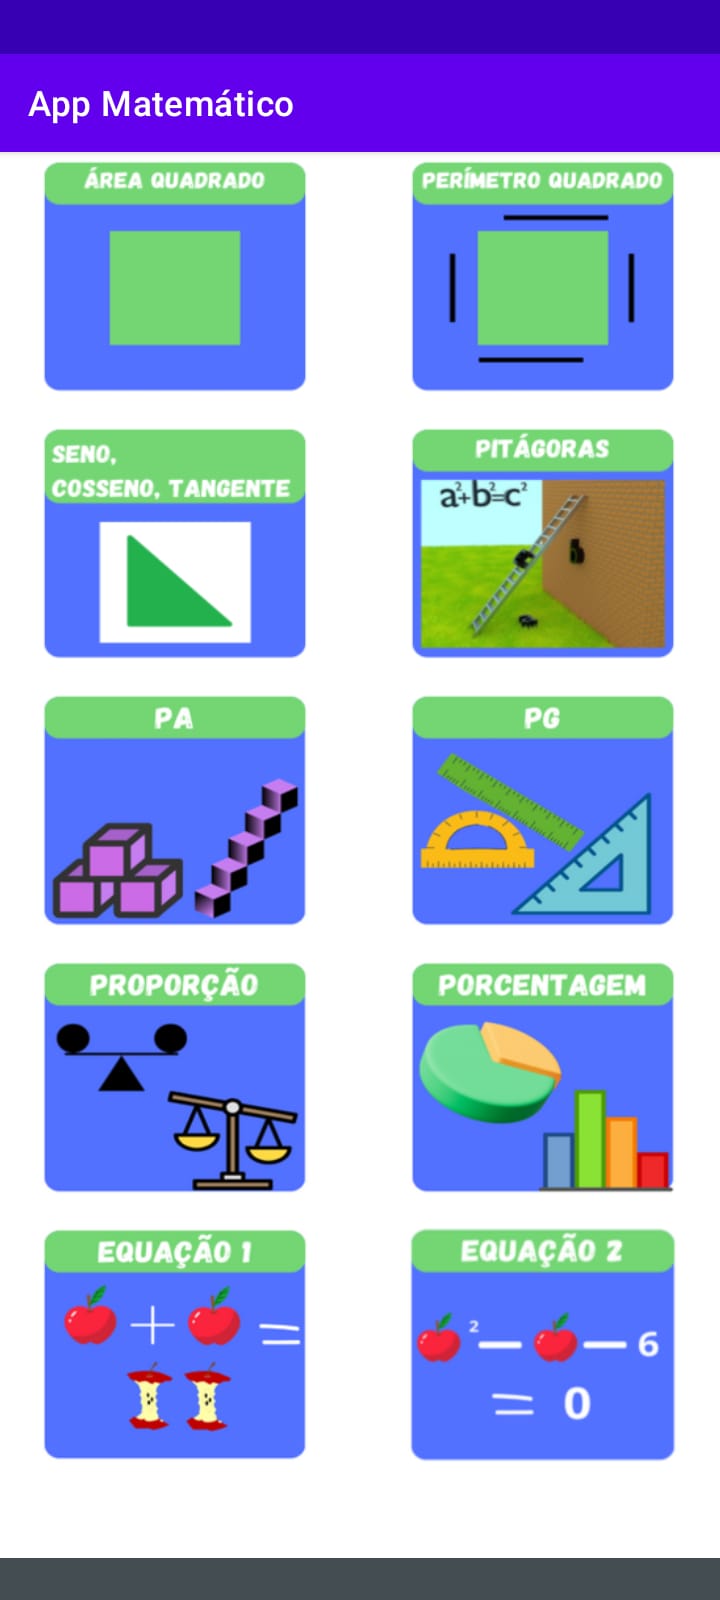 App Matemático
ÁREA QUADRADO
PERÍMETRO QUADRADO
SENO,
COSSENO, TANGENTE
PITÁGORAS
a²+b²=c²
PA
PG
PROPORÇÃO
PORCENTAGEM
EQUAÇÃO 1
+ =
EQUAÇÃO 2
² — — 6
= 0